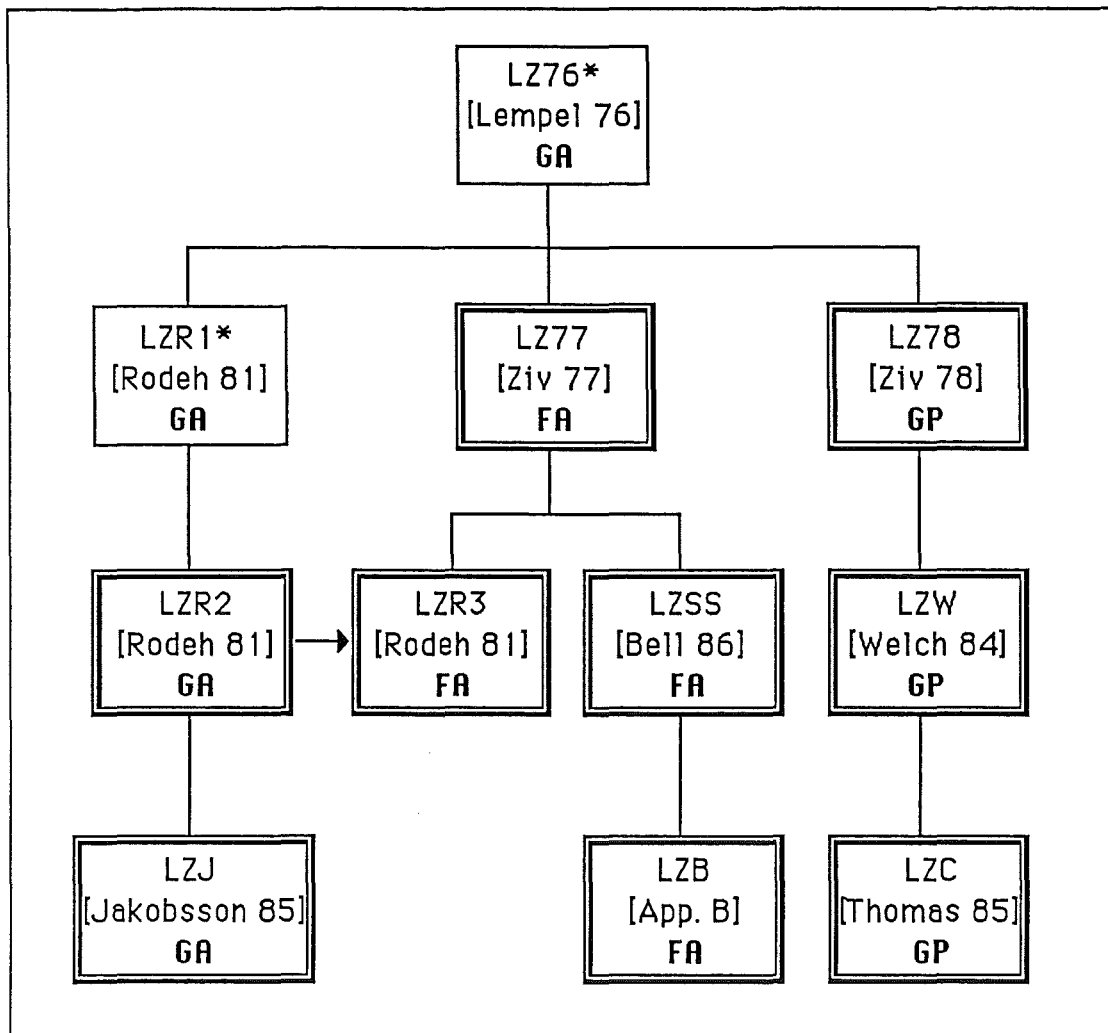 LZ76*
[Lempel 76]
GA
LZR1*
[Rodeh 81]
GA
LZ77
[Ziv 77]
FA
LZ78
[Ziv 78]
GP
LZR2
[Rodeh 81]
GA
LZR3
[Rodeh 81]
FA
LZSS
[Bell 86]
FA
LZW
[Welch 84]
GP
LZJ
[Jakobsson 85]
GA
LZB
[App. B]
FA
LZC
[Thomas 85]
GP